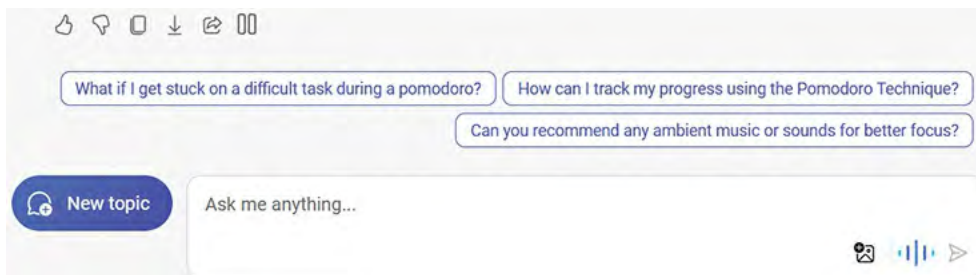 What if I get stuck on a difficult task during a pomodoro?
How can I track my progress using the Pomodoro Technique?
Can you recommend any ambient music or sounds for better focus?
New topic
Ask me anything...